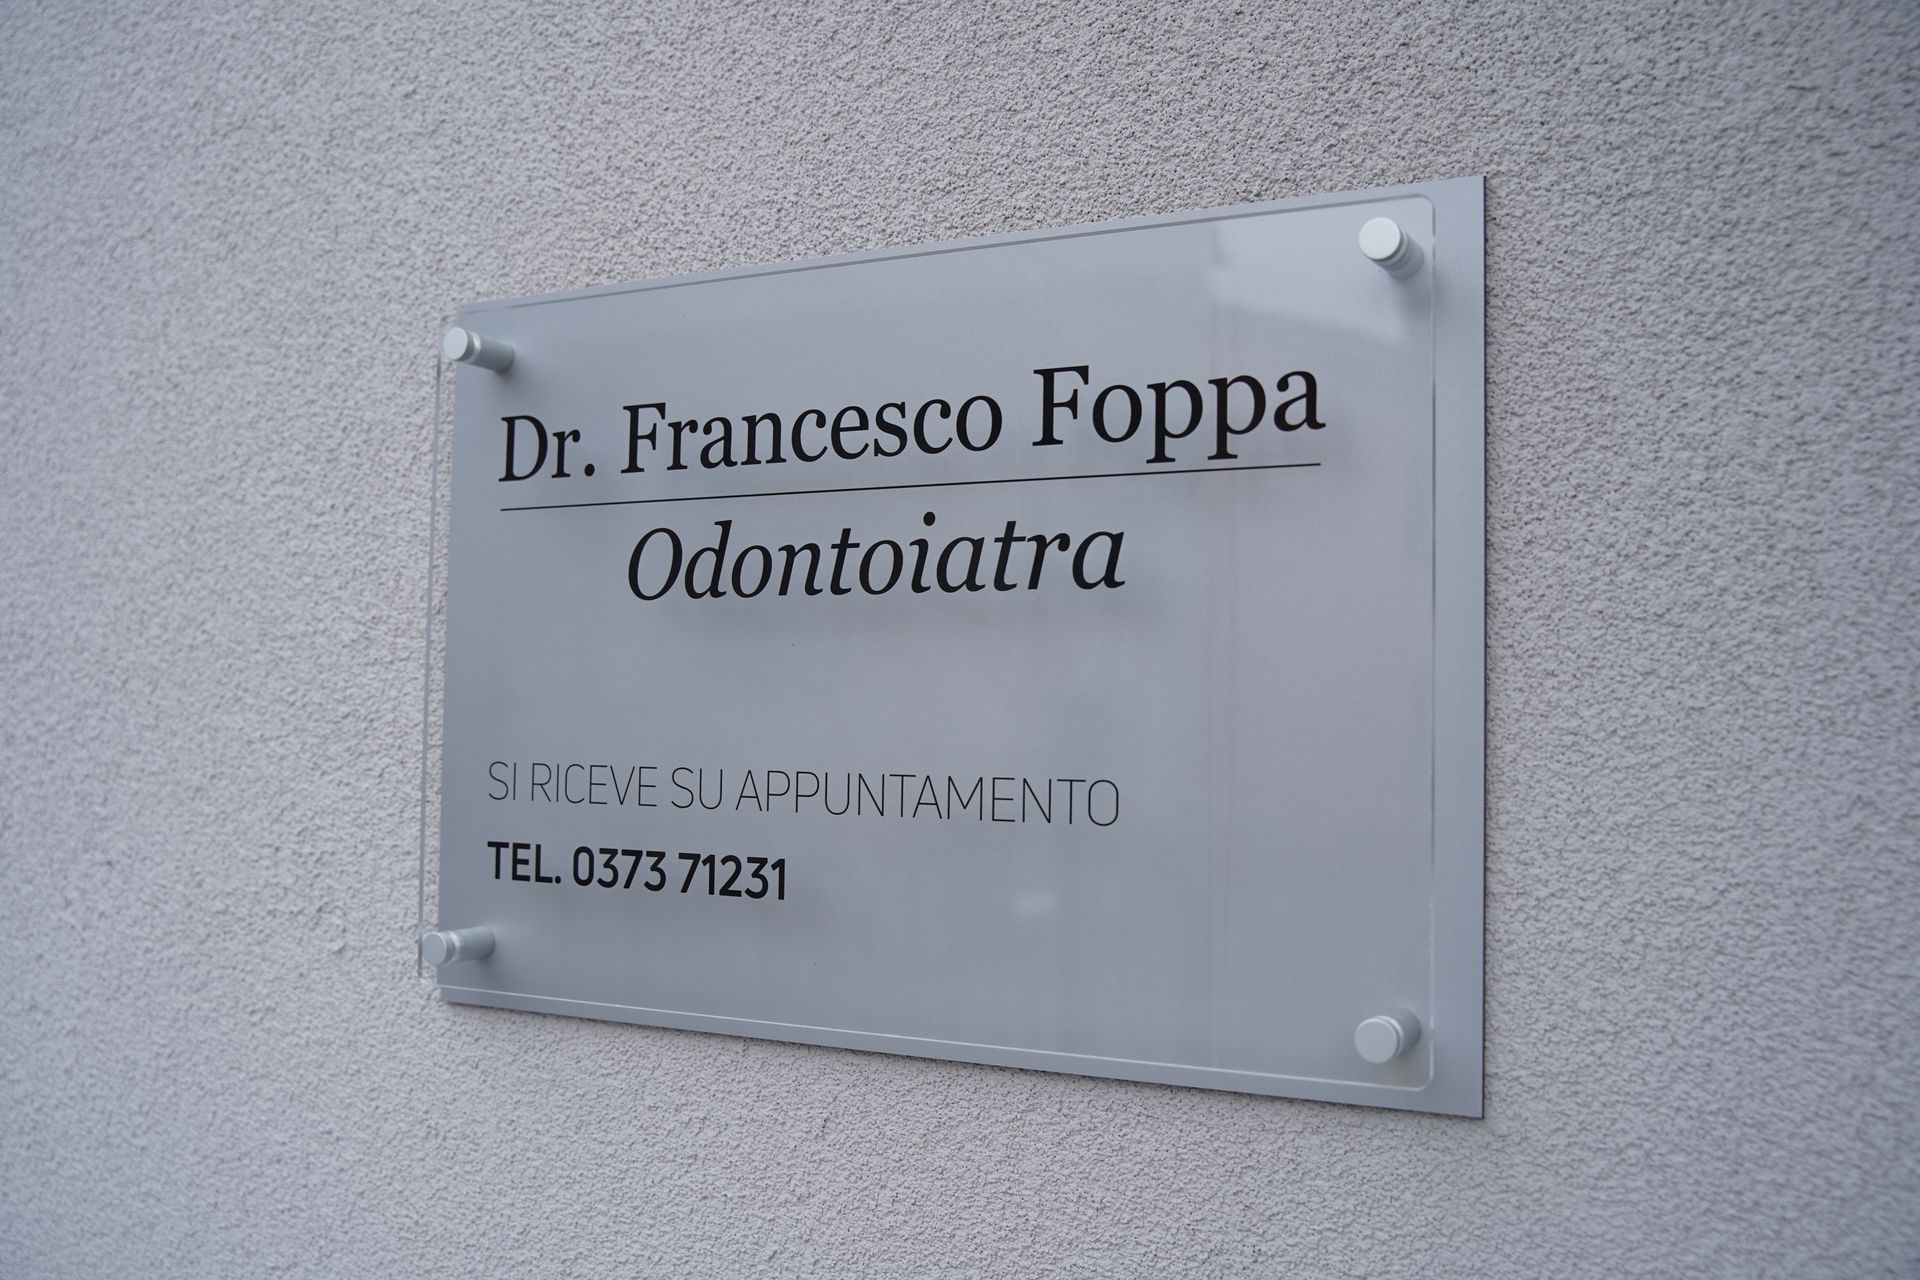 Dr. Francesco Foppa
Odontoiatra
SI RICEVE SU APPUNTAMENTO
TEL. 0373 71231